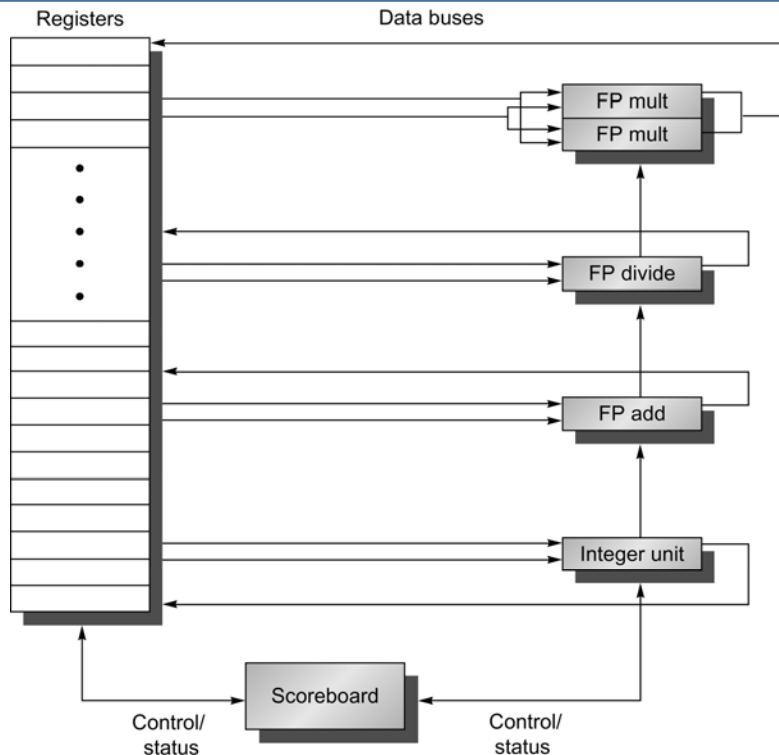 Registers
Data buses
FP mult
FP mult
FP divide
FP add
Integer unit
Scoreboard
Control/
status
Control/
status